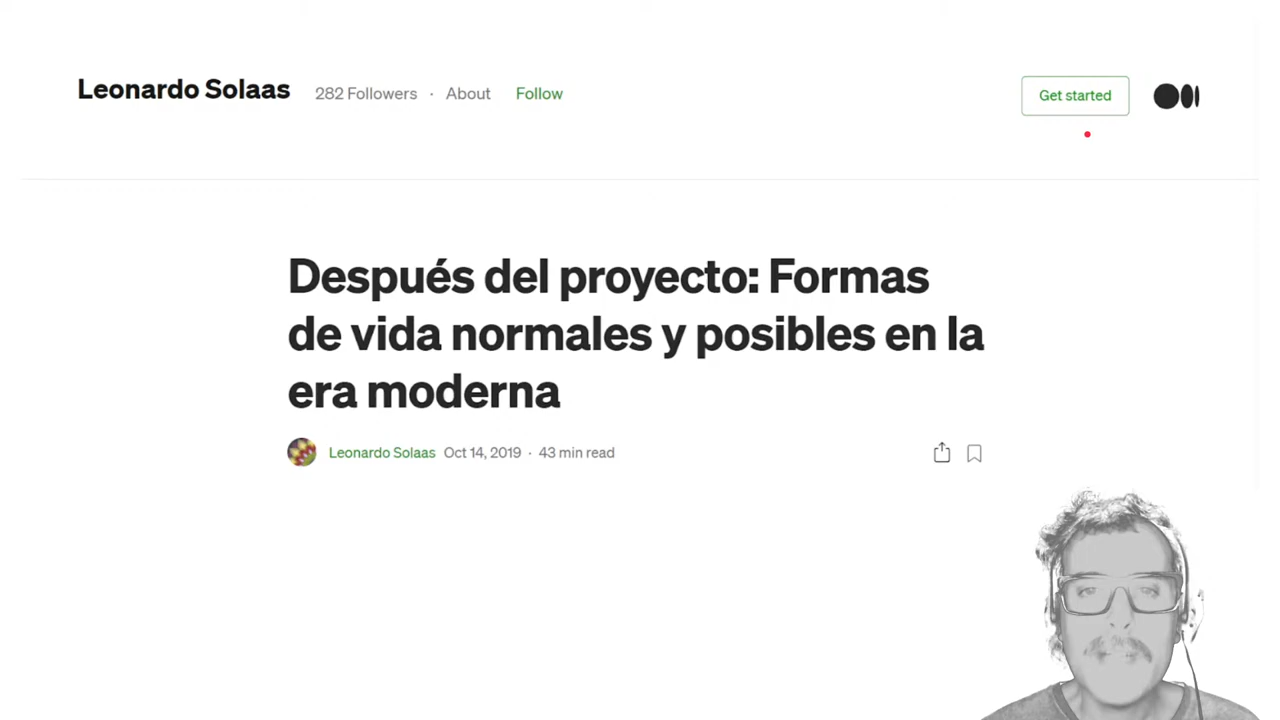 Leonardo Solaas 282 Followers · About Follow Get started
Después del proyecto: Formas
de vida normales y posibles en la
era moderna
Leonardo Solaas Oct 14, 2019 · 43 min read